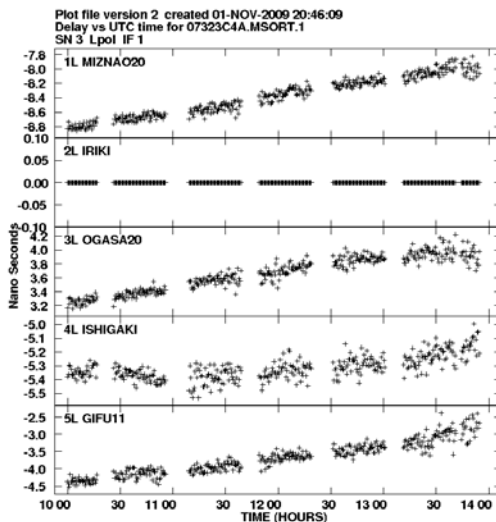 Plot file version 2 created 01-NOV-2009 20:46:09
Delay vs UTC time for 07323C4A.MSORT.1
SN 3 Lpol IF 1
1L MIZNAO20
-7.8
-8.0
-8.2
-8.4
-8.6
-8.8
2L IRIKI
0.10
0.05
0.00
-0.05
-0.10
3L OGASA20
4.2
4.0
3.8
3.6
3.4
3.2
Nano Seconds
4L ISHIGAKI
-5.0
-5.1
-5.2
-5.3
-5.4
-5.5
5L GIFU11
-2.5
-3.0
-3.5
-4.0
-4.5
10 00 30 11 00 30 12 00 30 13 00 30 14 00
TIME (HOURS)